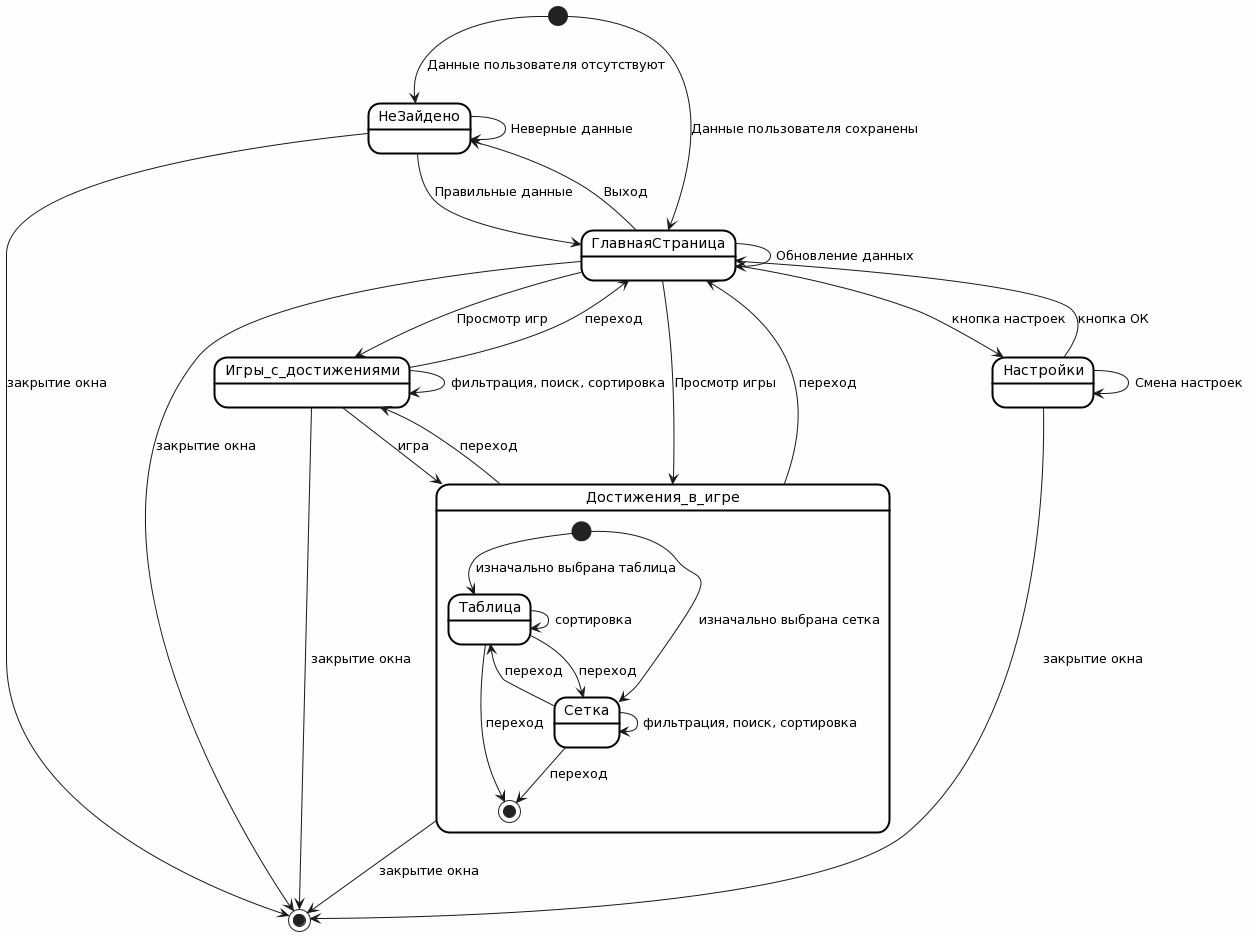 Данные пользователя отсутствуют
НеЗайдено
Неверные данные
Данные пользователя сохранены
Правильные данные
Выход
ГлавнаяСтраница
Обновление данных
Просмотр игр
переход
кнопка настроек
кнопка ОК
Игры_с_достижениями
Настройки
закрытие окна
фильтрация, поиск, сортировка
Просмотр игры
переход
Смена настроек
закрытие окна
игра
переход
Достижения_в_игре
изначально выбрана таблица
Таблица
сортировка
изначально выбрана сетка
закрытие окна
переход
переход
закрытие окна
Сетка
переход
фильтрация, поиск, сортировка
переход
закрытие окна